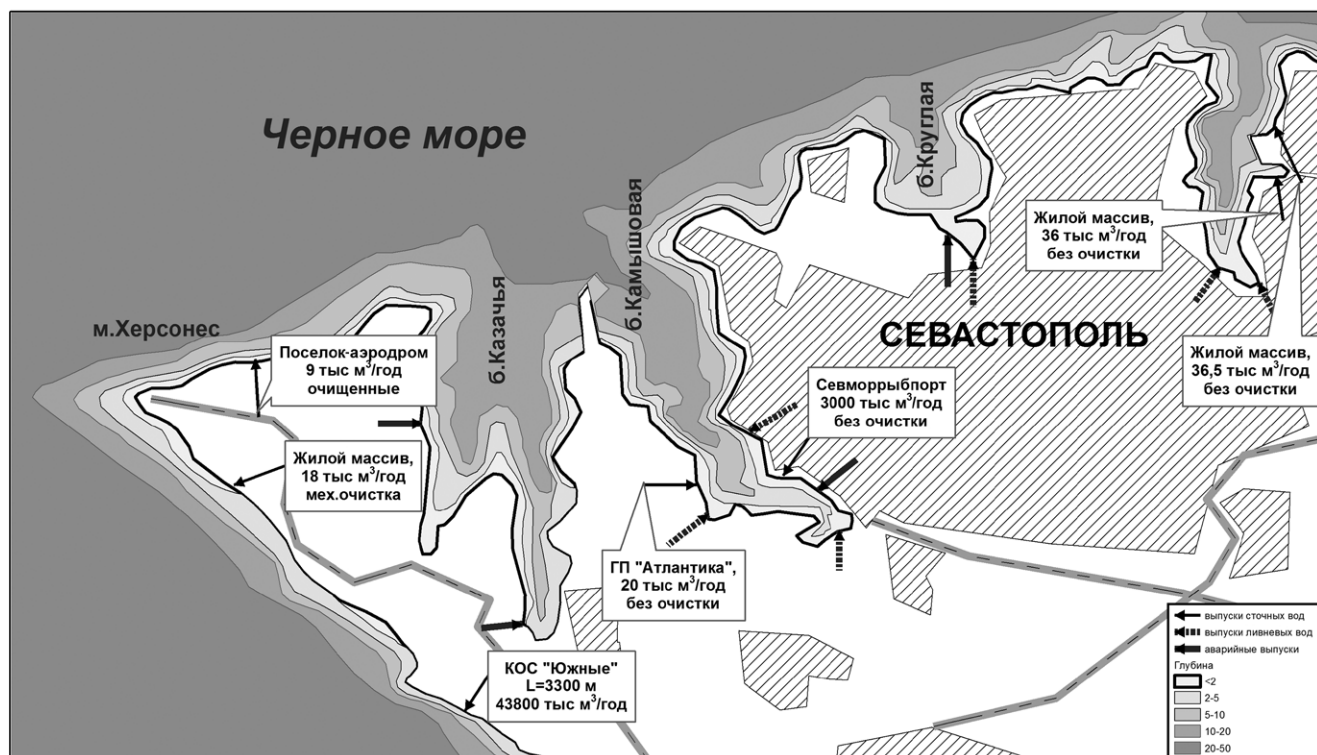 Черное море
б.Круглая
б.Камышовая
б.Казачья
м.Херсонес
СЕВАСТОПОЛЬ
Жилой массив,
36 тыс м³/год
без очистки
Жилой массив,
36,5 тыс м³/год
без очистки
Поселок-аэродром
9 тыс м³/год
очищенные
Севморрыбпорт
3000 тыс м³/год
без очистки
Жилой массив,
18 тыс м³/год
мех.очистка
ГП "Атлантика",
20 тыс м³/год
без очистки
КОС "Южные"
L=3300 м
43800 тыс м³/год
выпуски сточных вод
выпуски ливневых вод
аварийные выпуски
Глубина
<2
2-5
5-10
10-20
20-50